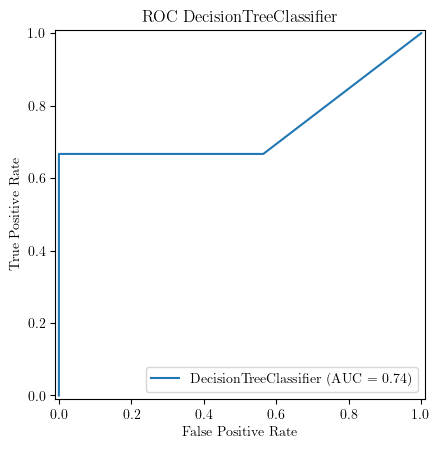 ROC DecisionTreeClassifier
1.0
0.8
0.6
0.4
0.2
0.0
True Positive Rate
DecisionTreeClassifier (AUC = 0.74)
0.0 0.2 0.4 0.6 0.8 1.0
False Positive Rate